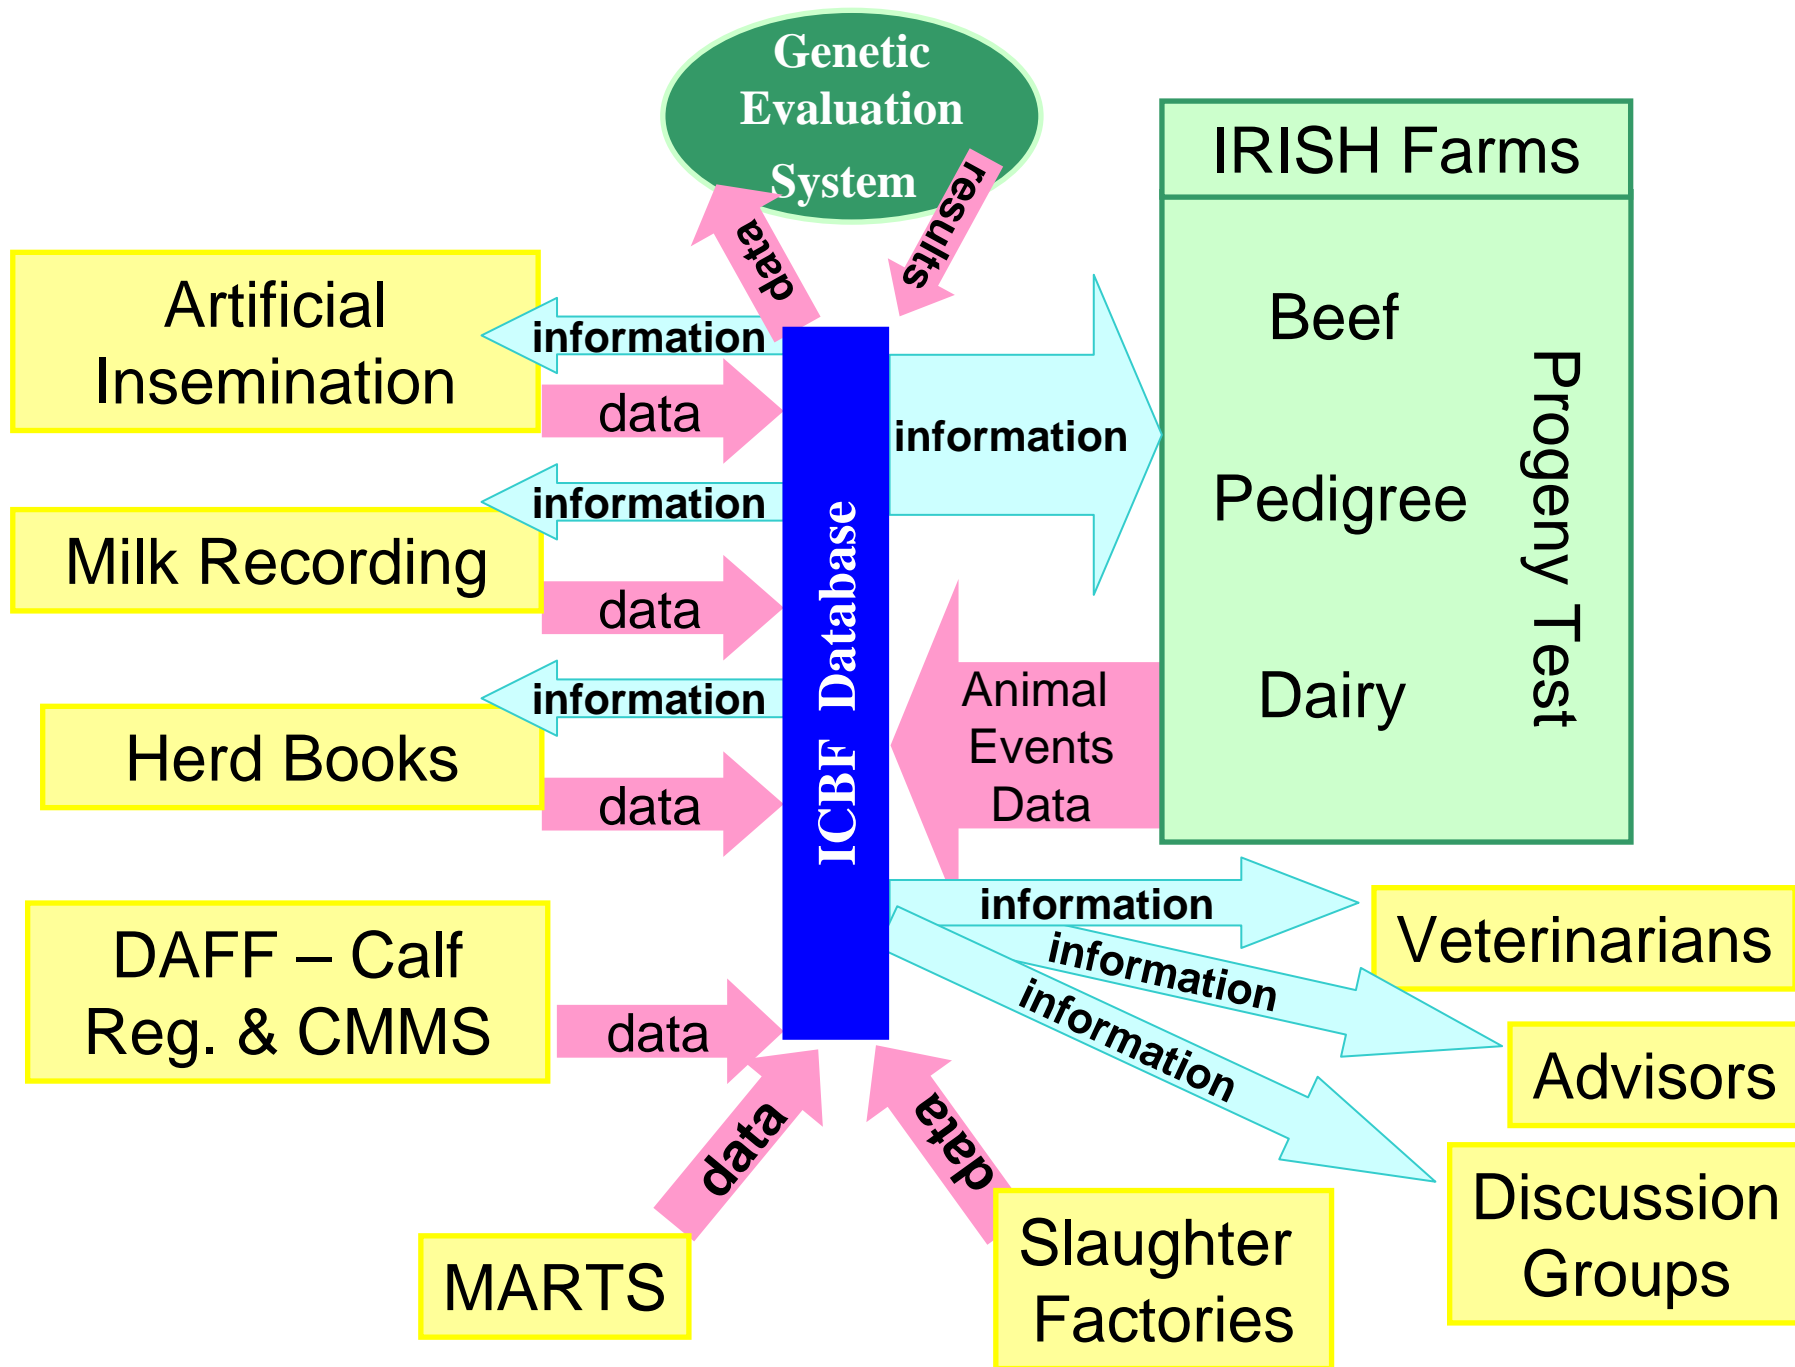 Genetic
Evaluation
System
data
results
IRISH Farms
Beef
Pedigree
Dairy
Progeny Test
Artificial
Insemination
information
data
information
Milk Recording
information
data
Herd Books
information
data
ICBF Database
Animal
Events
Data
DAFF – Calf
Reg. & CMMS
data
information
information
information
Veterinarians
Advisors
Discussion
Groups
data
MARTS
data
Slaughter
Factories